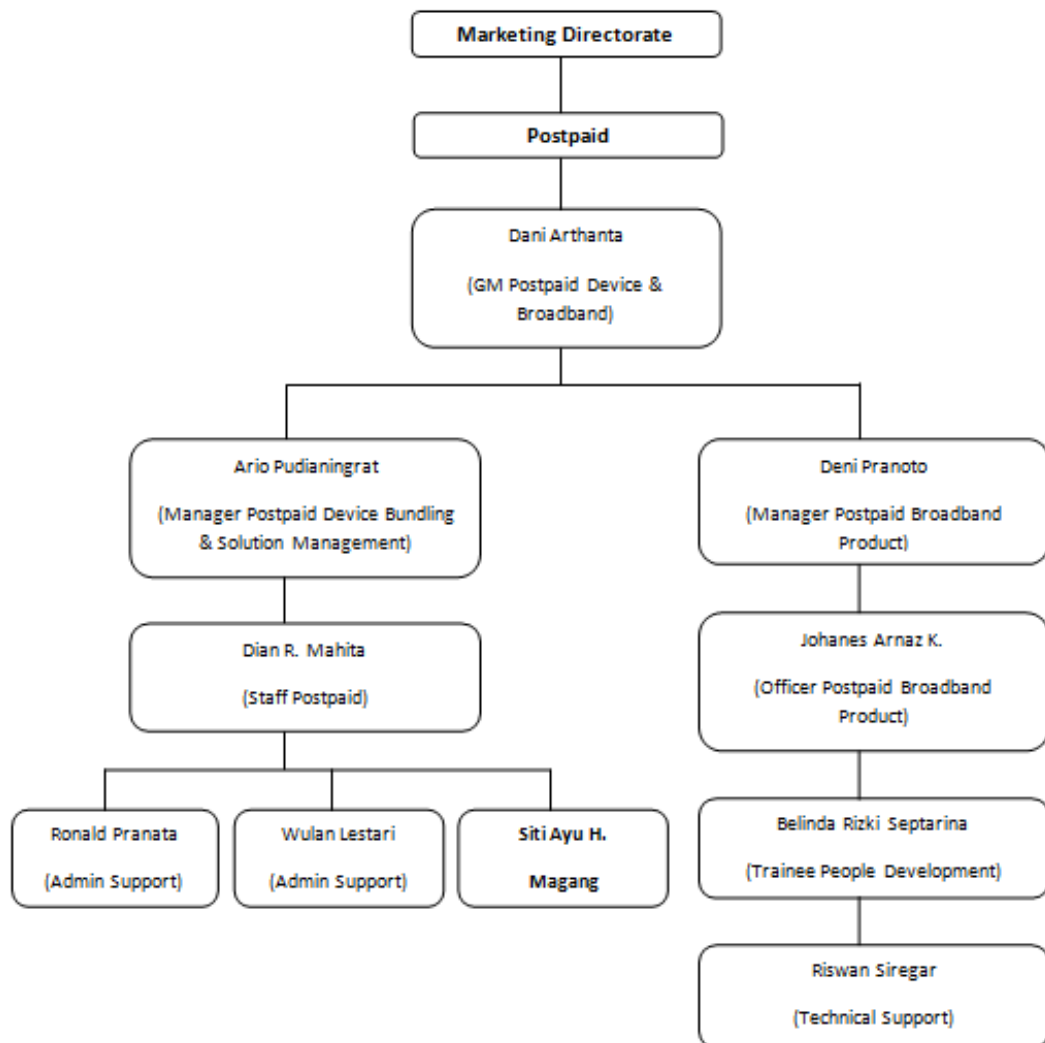 Marketing Directorate
Postpaid
Dani Arthanta
(GM Postpaid Device &
Broadband)
Ario Pudianingrat
(Manager Postpaid Device Bundling
& Solution Management)
Deni Pranoto
(Manager Postpaid Broadband
Product)
Dian R. Mahita
(Staff Postpaid)
Johanes Arnaz K.
(Officer Postpaid Broadband
Product)
Ronald Pranata
(Admin Support)
Wulan Lestari
(Admin Support)
Siti Ayu H.
Magang
Belinda Rizki Septarina
(Trainee People Development)
Riswan Siregar
(Technical Support)